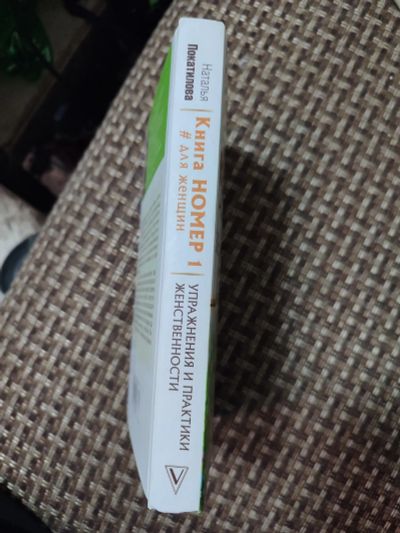 Наталья
Покатилова
Книга НОМЕР 1
# для женщин
УПРАЖНЕНИЯ И ПРАКТИКИ
ЖЕНСТВЕННОСТИ